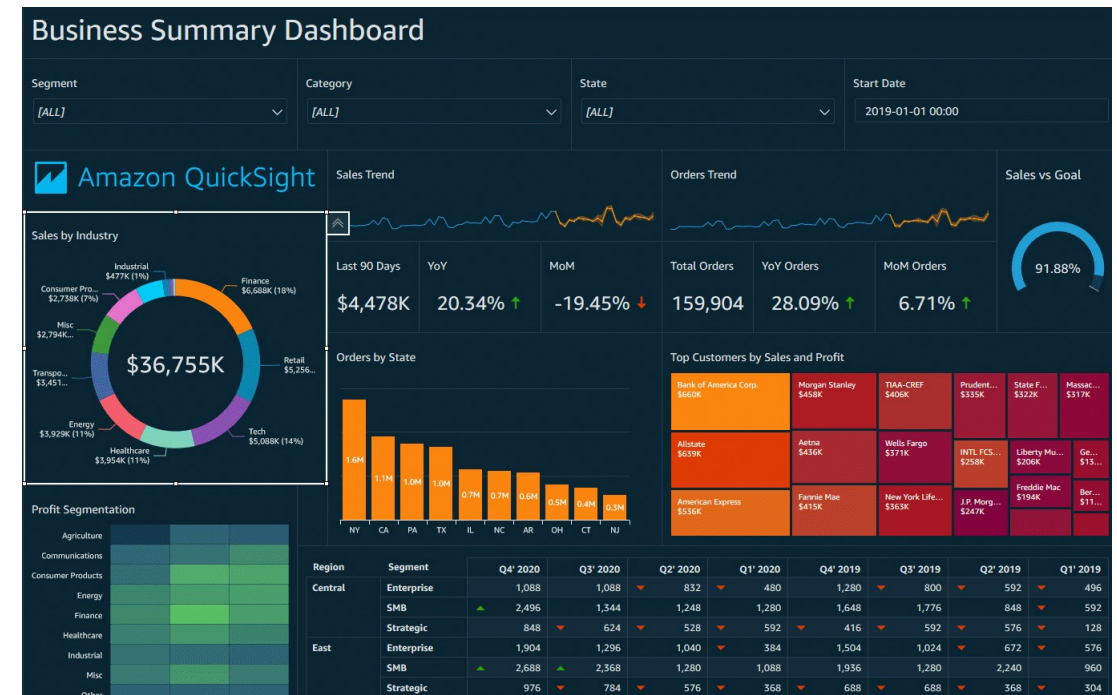 Business Summary Dashboard
Segment
[ALL]
Category
[ALL]
State
[ALL]
Start Date
2019-01-01 00:00
Amazon QuickSight
Sales by Industry
Industrial
$477K (1%)
Finance
$6,688K (18%)
Consumer Pro...
$2,738K (7%)
Misc
$2,794K...
Retail
$5,256...
Transpo...
$3,451...
$36,755K
Energy
$3,929K (11%)
Tech
$5,088K (14%)
Healthcare
$3,954K (11%)
Sales Trend
Orders Trend
Sales vs Goal
91.88%
Last 90 Days
$4,478K
YoY
20.34%
MoM
-19.45%
Total Orders
159,904
YoY Orders
28.09%
MoM Orders
6.71%
Orders by State
1.6M
1.1M
1.0M
1.0M
0.7M
0.7M
0.6M
0.5M
0.4M
0.3M
NY CA PA TX IL NC AR OH CT NJ
Top Customers by Sales and Profit
Bank of America Corp.
$660K
Allstate
$639K
American Express
$536K
Morgan Stanley
$458K
Aetna
$436K
Fannie Mae
$415K
TIAA-CREF
$406K
Wells Fargo
$371K
New York Life...
$363K
Prudent...
$335K
State F...
$322K
Massac...
$317K
INTL FCS...
$258K
J.P. Morg...
$247K
Liberty Mu...
$206K
Freddie Mac
$194K
Ge...
$13...
Ber...
$11...
Profit Segmentation
Agriculture
Communications
Consumer Products
Energy
Finance
Healthcare
Industrial
Misc
Other
Region Segment Q4' 2020 Q3' 2020 Q2' 2020 Q1' 2020 Q4' 2019 Q3' 2019 Q2' 2019 Q1' 2019
Central Enterprise 1,088 1,088 832 480 1,280 800 592 496
SMB 2,496 1,344 1,248 1,280 1,648 1,776 848 592
Strategic 848 624 528 592 416 592 576 128
East Enterprise 1,904 1,296 1,040 384 1,504 1,024 672 576
SMB 2,688 2,368 1,280 1,088 1,936 1,280 2,240 960
Strategic 976 784 576 368 688 688 368 304